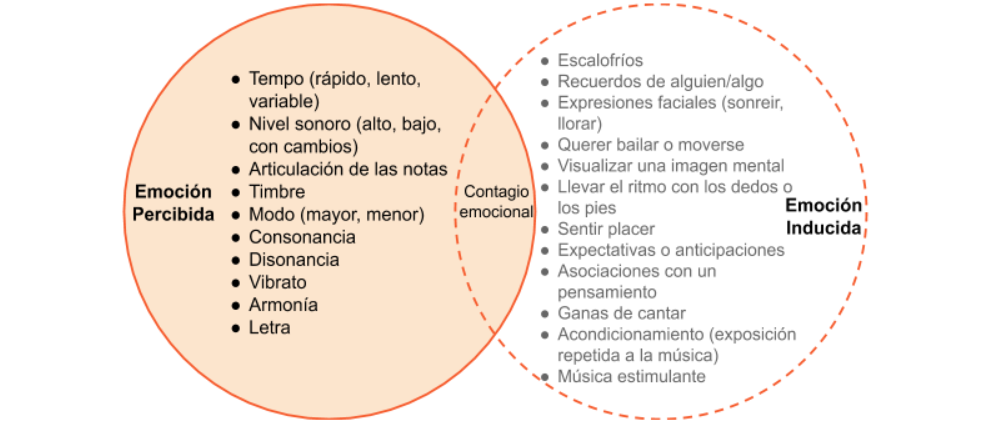 Emoción
Percibida
● Tempo (rápido, lento,
variable)
● Nivel sonoro (alto, bajo,
con cambios)
● Articulación de las notas
● Timbre
● Modo (mayor, menor)
● Consonancia
● Disonancia
● Vibrato
● Armonía
● Letra
Contagio
emocional
● Escalofríos
● Recuerdos de alguien/algo
● Expresiones faciales (sonreir,
llorar)
● Querer bailar o moverse
● Visualizar una imagen mental
● Llevar el ritmo con los dedos o
los pies
● Sentir placer
● Expectativas o anticipaciones
● Asociaciones con un
pensamiento
● Ganas de cantar
● Acondicionamiento (exposición
repetida a la música)
● Música estimulante
Emoción
Inducida